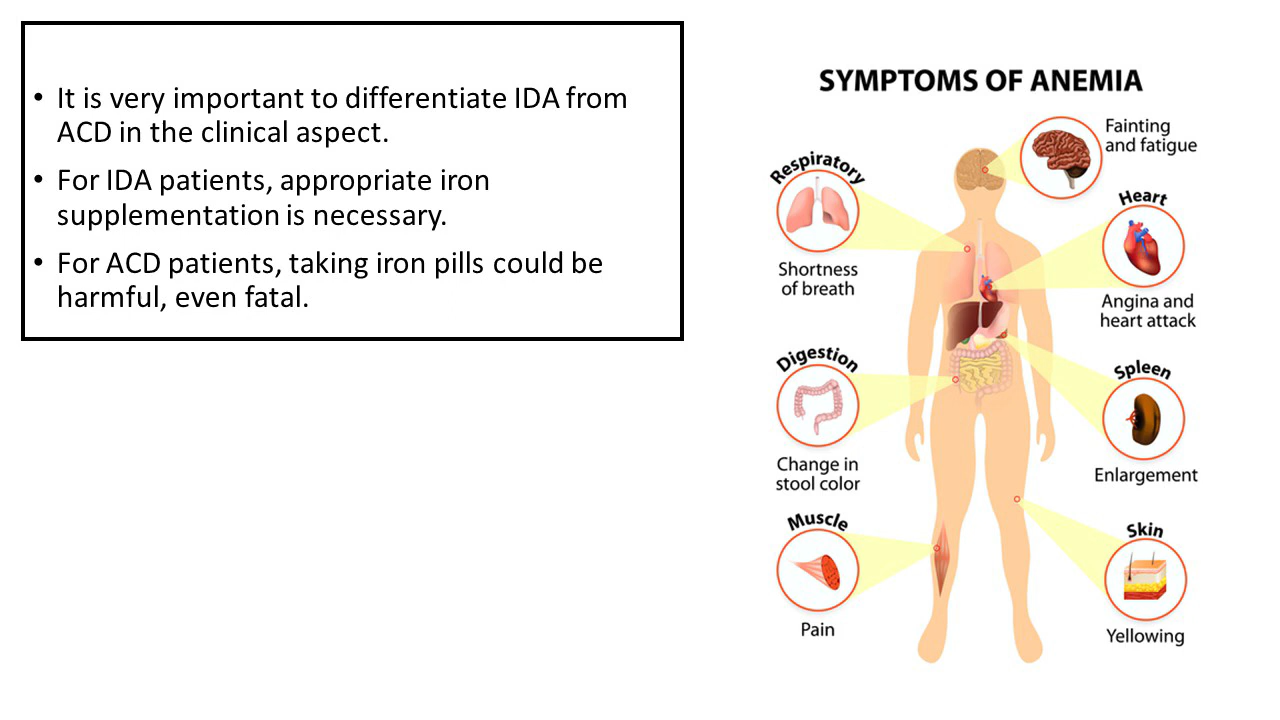 • It is very important to differentiate IDA from
ACD in the clinical aspect.
• For IDA patients, appropriate iron
supplementation is necessary.
• For ACD patients, taking iron pills could be
harmful, even fatal.
SYMPTOMS OF ANEMIA
Fainting
and fatigue
Respiratory
Shortness
of breath
Heart
Angina and
heart attack
Digestion
Change in
stool color
Spleen
Enlargement
Muscle
Pain
Skin
Yellowing